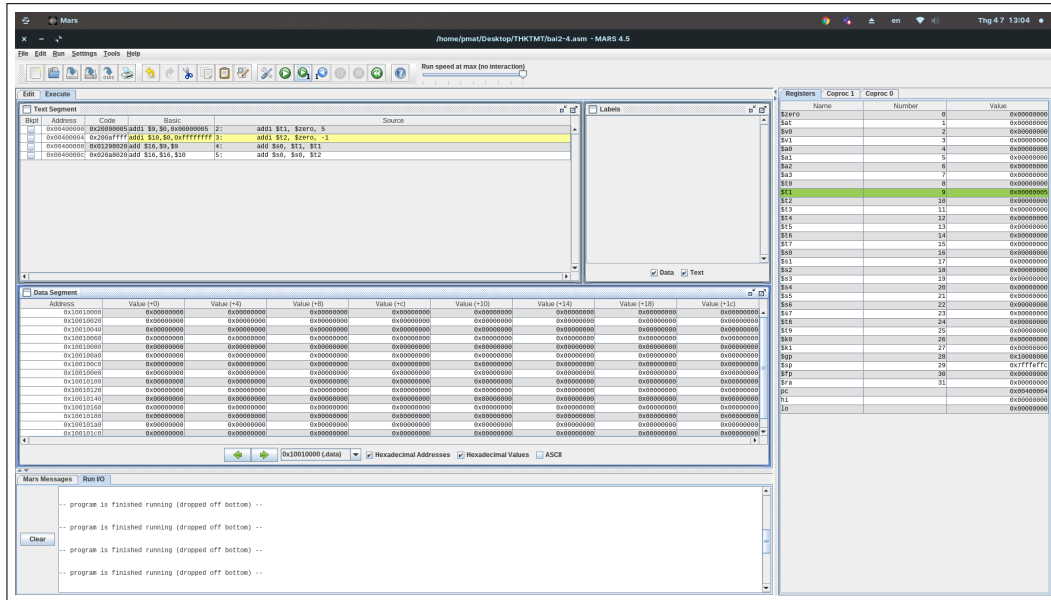 Mars
en
Thg 4 7 13:04
/home/pmat/Desktop/THKTMT/bai2-4.asm - MARS 4.5
File Edit Run Settings Tools Help
Run speed at max (no interaction)
Edit Execute
Text Segment
Bkpt Address Code Basic Source
0x00400000 0x20090005 addi $9,$0,0x00000005 2: addi $t1, $zero, 5
0x00400004 0x200affff addi $10,$0,0xffffffff 3: addi $t2, $zero, -1
0x00400008 0x01298020 add $16,$9,$9 4: add $s0, $t1, $t1
0x0040000c 0x020a8020 add $16,$16,$10 5: add $s0, $s0, $t2
Labels
Data Text
Data Segment
Address Value (+0) Value (+4) Value (+8) Value (+c) Value (+10) Value (+14) Value (+18) Value (+1c)
0x10010000 0x00000000 0x00000000 0x00000000 0x00000000 0x00000000 0x00000000 0x00000000 0x00000000
0x10010020 0x00000000 0x00000000 0x00000000 0x00000000 0x00000000 0x00000000 0x00000000 0x00000000
0x10010040 0x00000000 0x00000000 0x00000000 0x00000000 0x00000000 0x00000000 0x00000000 0x00000000
0x10010060 0x00000000 0x00000000 0x00000000 0x00000000 0x00000000 0x00000000 0x00000000 0x00000000
0x10010080 0x00000000 0x00000000 0x00000000 0x00000000 0x00000000 0x00000000 0x00000000 0x00000000
0x100100a0 0x00000000 0x00000000 0x00000000 0x00000000 0x00000000 0x00000000 0x00000000 0x00000000
0x100100c0 0x00000000 0x00000000 0x00000000 0x00000000 0x00000000 0x00000000 0x00000000 0x00000000
0x100100e0 0x00000000 0x00000000 0x00000000 0x00000000 0x00000000 0x00000000 0x00000000 0x00000000
0x10010100 0x00000000 0x00000000 0x00000000 0x00000000 0x00000000 0x00000000 0x00000000 0x00000000
0x10010120 0x00000000 0x00000000 0x00000000 0x00000000 0x00000000 0x00000000 0x00000000 0x00000000
0x10010140 0x00000000 0x00000000 0x00000000 0x00000000 0x00000000 0x00000000 0x00000000 0x00000000
0x10010160 0x00000000 0x00000000 0x00000000 0x00000000 0x00000000 0x00000000 0x00000000 0x00000000
0x10010180 0x00000000 0x00000000 0x00000000 0x00000000 0x00000000 0x00000000 0x00000000 0x00000000
0x100101a0 0x00000000 0x00000000 0x00000000 0x00000000 0x00000000 0x00000000 0x00000000 0x00000000
0x100101c0 0x00000000 0x00000000 0x00000000 0x00000000 0x00000000 0x00000000 0x00000000 0x00000000
0x10010000 (.data) Hexadecimal Addresses Hexadecimal Values ASCII
Mars Messages Run I/O
-- program is finished running (dropped off bottom) --
-- program is finished running (dropped off bottom) --
Clear
-- program is finished running (dropped off bottom) --
-- program is finished running (dropped off bottom) --
Registers Coproc 1 Coproc 0
Name Number Value
$zero 0 0x00000000
$at 1 0x00000000
$v0 2 0x00000000
$v1 3 0x00000000
$a0 4 0x00000000
$a1 5 0x00000000
$a2 6 0x00000000
$a3 7 0x00000000
$t0 8 0x00000000
$t1 9 0x00000005
$t2 10 0x00000000
$t3 11 0x00000000
$t4 12 0x00000000
$t5 13 0x00000000
$t6 14 0x00000000
$t7 15 0x00000000
$s0 16 0x00000000
$s1 17 0x00000000
$s2 18 0x00000000
$s3 19 0x00000000
$s4 20 0x00000000
$s5 21 0x00000000
$s6 22 0x00000000
$s7 23 0x00000000
$t8 24 0x00000000
$t9 25 0x00000000
$k0 26 0x00000000
$k1 27 0x00000000
$gp 28 0x10008000
$sp 29 0x7fffeffc
$fp 30 0x00000000
$ra 31 0x00000000
pc 0x00400004
hi 0x00000000
lo 0x00000000